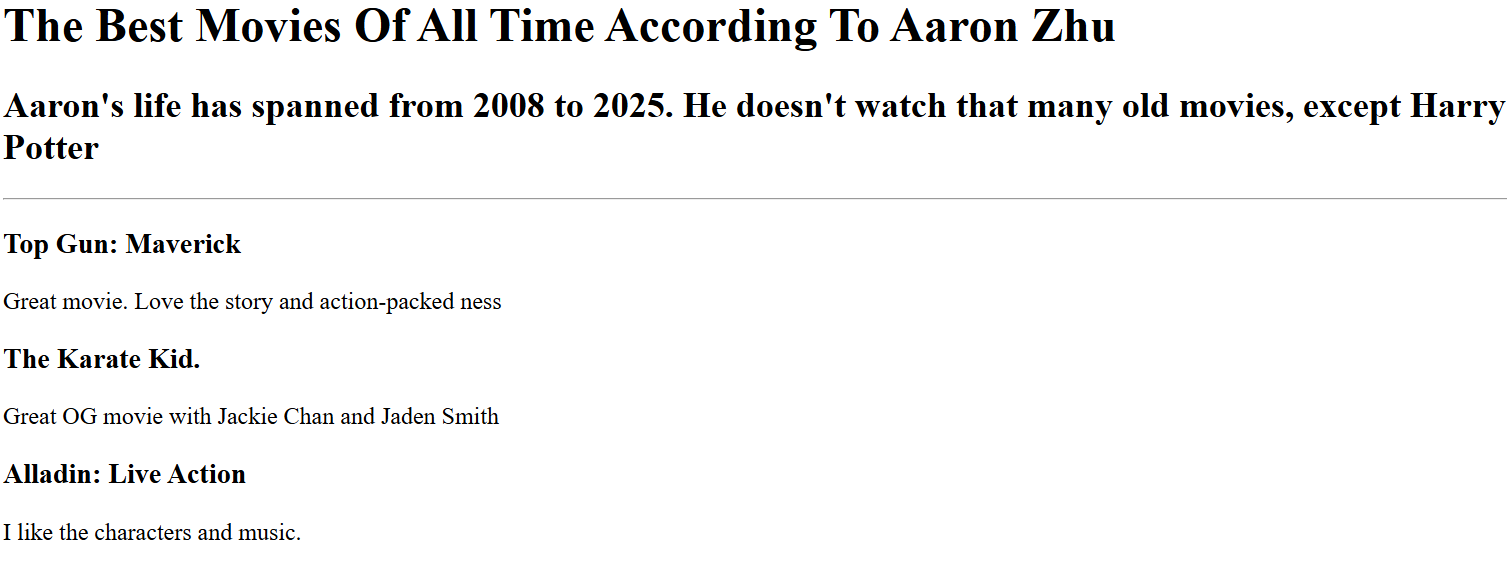 The Best Movies Of All Time According To Aaron Zhu
Aaron's life has spanned from 2008 to 2025. He doesn't watch that many old movies, except Harry
Potter
Top Gun: Maverick
Great movie. Love the story and action-packed ness
The Karate Kid.
Great OG movie with Jackie Chan and Jaden Smith
Alladin: Live Action
I like the characters and music.